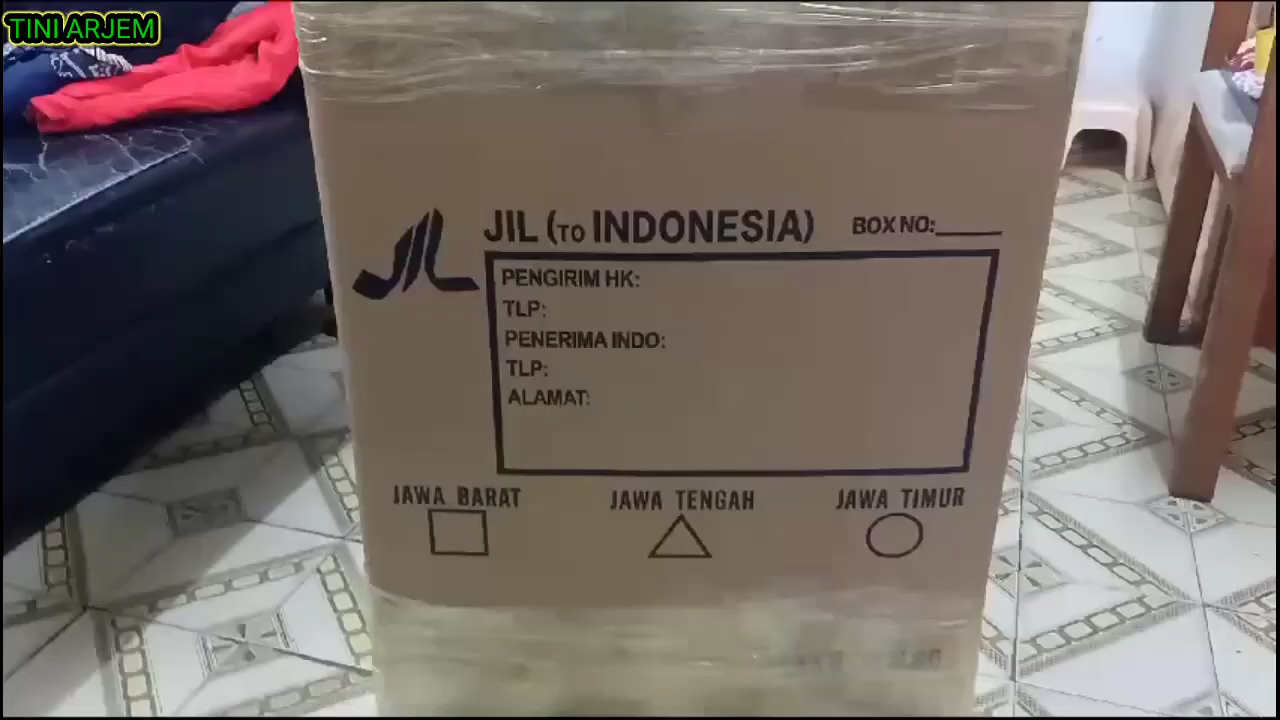 TINI ARJEM
JIL
JIL (TO INDONESIA)
BOX NO:
PENGIRIM HK:
TLP:
PENERIMA INDO:
TLP:
ALAMAT:
JAWA BARAT
JAWA TENGAH
JAWA TIMUR